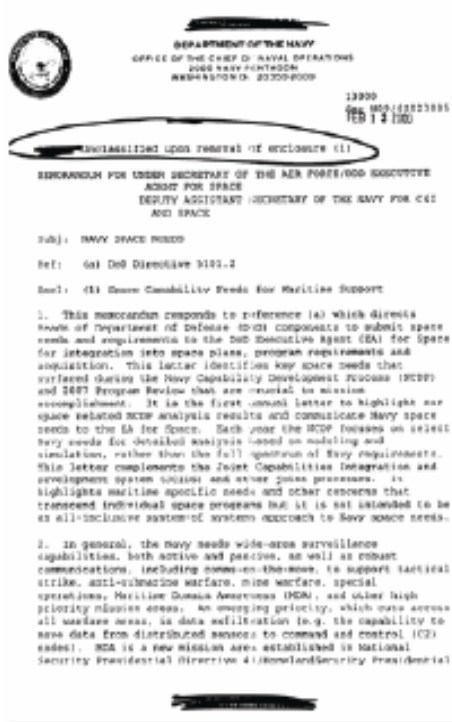 DEPARTMENT OF THE NAVY
OFFICE OF THE CHIEF OF NAVAL OPERATIONS
2000 NAVY PENTAGON
WASHINGTON DC 20350-2000
13000
FEB 13
Unclassified upon removal of enclosure (1)
MEMORANDUM FOR UNDER SECRETARY OF THE AIR FORCE/DOD EXECUTIVE
AGENT FOR SPACE
DEPUTY ASSISTANT SECRETARY OF THE NAVY FOR C4I
AND SPACE
Subj: NAVY SPACE NEEDS
Ref: (a) DoD Directive 5101.2
Encl: (1) Space Capability Needs for Maritime Support
1. This memorandum responds to reference (a) which directs
Heads of Department of Defense (DoD) components to submit space
needs and requirements to the DoD Executive Agent (EA) for Space
for integration into space plans, program requirements and
acquisition. This letter identifies key space needs that
surfaced during the Navy Capability Development Process (NCDP)
and 2007 Program Review that are crucial to mission
accomplishment. It is the first annual letter to highlight our
space related NCDP analysis results and communicate Navy space
needs to the EA for Space. Each year the NCDP focuses on select
Navy needs for detailed analysis based on modeling and
simulation, rather than the full spectrum of Navy requirements.
This letter complements the Joint Capabilities Integration and
Development System (JCIDS) and other joint processes. It
highlights maritime specific needs and other concerns that
transcend individual space programs but it is not intended to be
an all-inclusive system-of systems approach to Navy space needs.
2. In general, the Navy needs wide-area surveillance
capabilities, both active and passive, as well as robust
communications, including comms-on-the-move, to support tactical
strike, anti-submarine warfare, mine warfare, special
operations, Maritime Domain Awareness (MDA), and other high
priority mission areas. An emerging priority, which cuts across
all warfare areas, is data exfiltration (e.g. the capability to
move data from distributed sensors to command and control (C2)
nodes). MDA is a new mission area established in National
Security Presidential Directive 41/HomelandSecurity Presidential